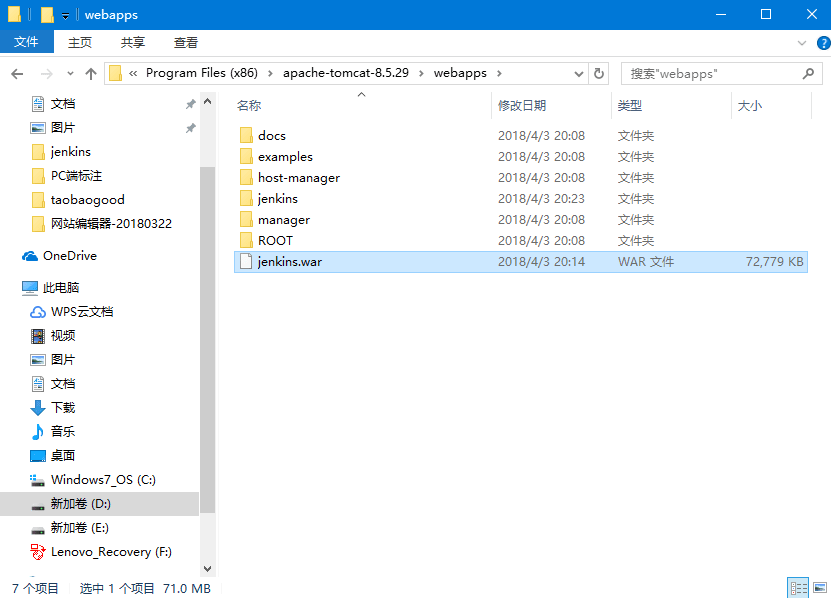 webapps
文件 主页 共享 查看
« Program Files (x86) › apache-tomcat-8.5.29 › webapps › 搜索"webapps"
名称 修改日期 类型 大小
文档
图片
jenkins
PC端标注
taobaogood
网站编辑器-20180322
OneDrive
此电脑
WPS云文档
视频
图片
文档
下载
音乐
桌面
Windows7_OS (C:)
新加卷 (D:)
新加卷 (E:)
Lenovo_Recovery (F:)
docs 2018/4/3 20:08 文件夹
examples 2018/4/3 20:08 文件夹
host-manager 2018/4/3 20:08 文件夹
jenkins 2018/4/3 20:23 文件夹
manager 2018/4/3 20:08 文件夹
ROOT 2018/4/3 20:08 文件夹
jenkins.war 2018/4/3 20:14 WAR 文件 72,779 KB
7 个项目 选中 1 个项目 71.0 MB